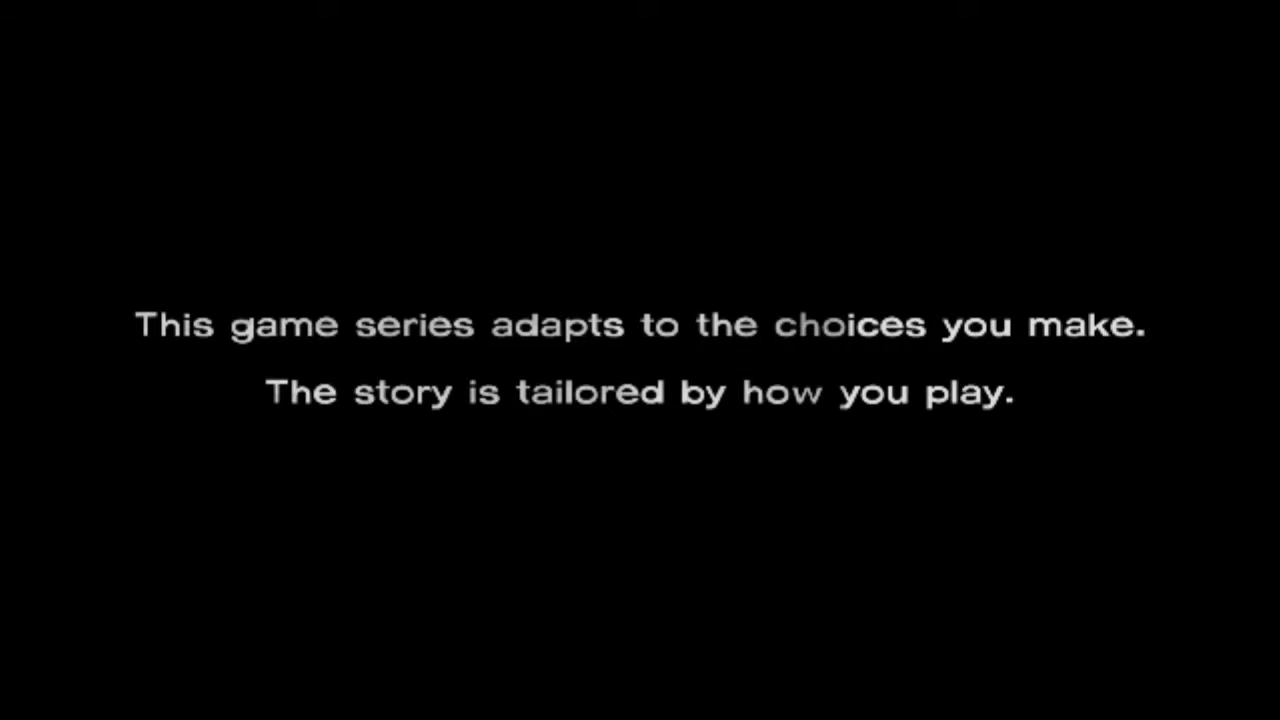 This game series adapts to the choices you make.
The story is tailored by how you play.